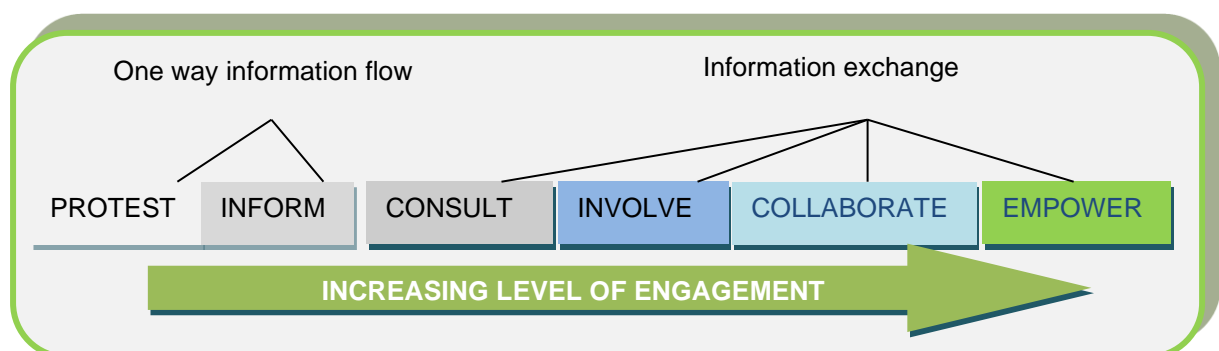 One way information flow
Information exchange
PROTEST INFORM CONSULT INVOLVE COLLABORATE EMPOWER
INCREASING LEVEL OF ENGAGEMENT